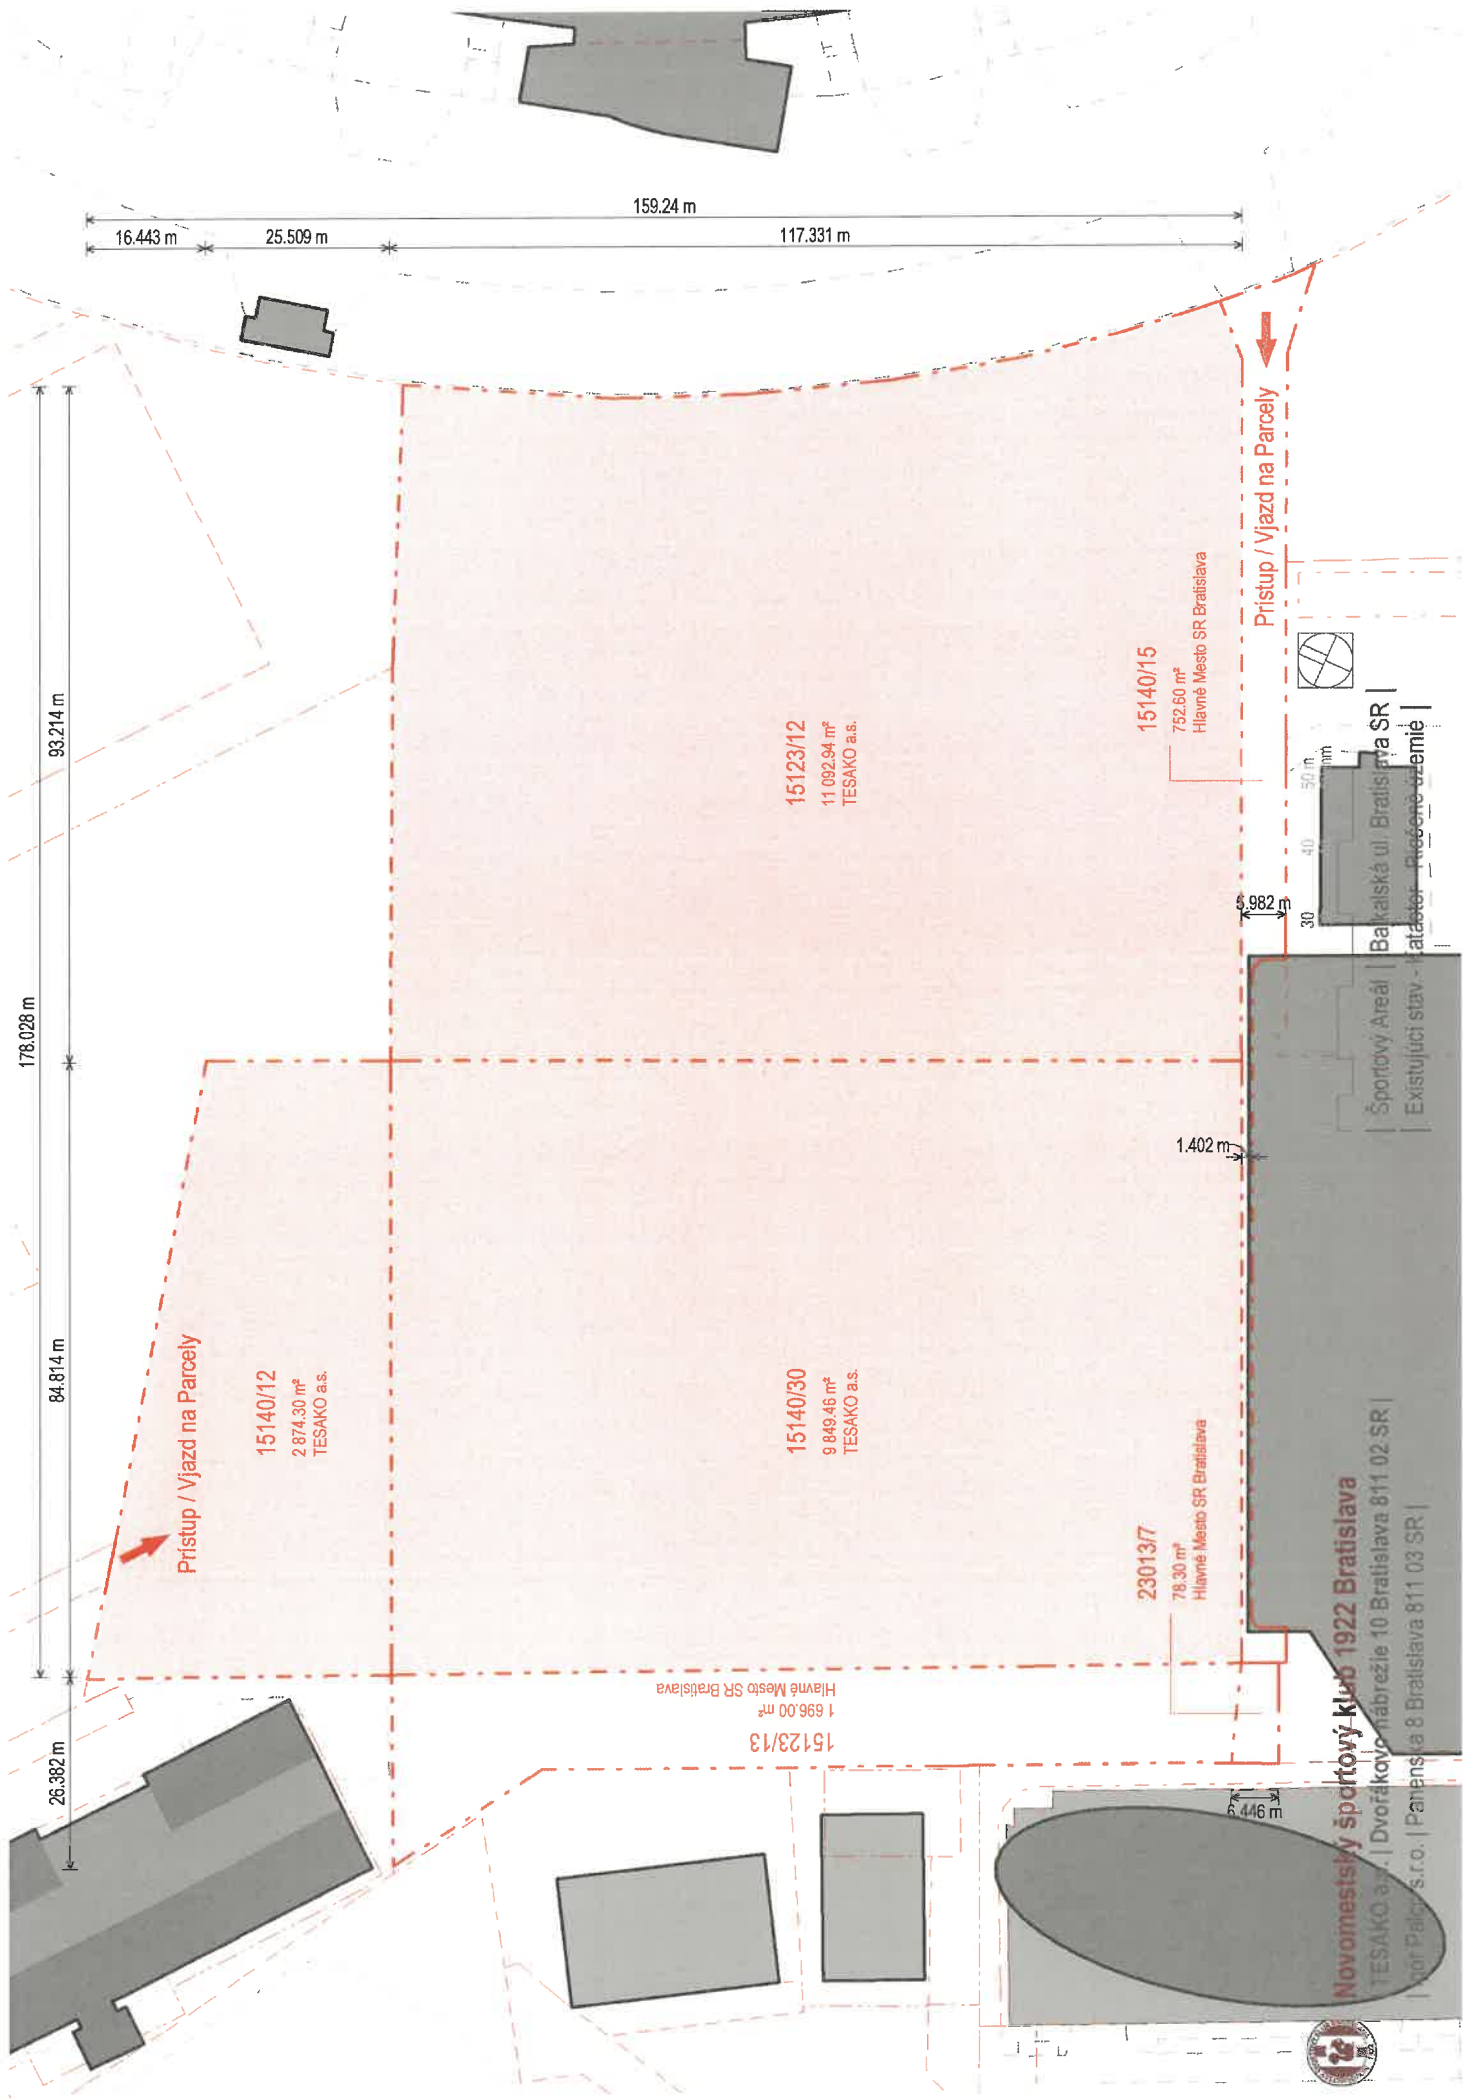 159.24 m
16.443 m
25.509 m
117.331 m
178.028 m
93.214 m
84.814 m
26.382 m
Prístup / Vjazd na Parcely
15123/12
11 092.94 m²
TESAKO a.s.
15140/15
752.60 m²
Hlavné Mesto SR Bratislava
5.982 m
1.402 m
Prístup / Vjazd na Parcely
15140/12
2 874.30 m²
TESAKO a.s.
15140/30
9 849.46 m²
TESAKO a.s.
23013/7
78.30 m²
Hlavné Mesto SR Bratislava
15123/13
1 696.00 m²
Hlavné Mesto SR Bratislava
446 m
30 40 50 m
| Športový Areál | Bajkalská ul. Bratislava SR |
| Existujúci stav - Kataster - Riešené územie |
Novomestský športový klub 1922 Bratislava
| TESAKO a.s. | Dvořákovo nábrežie 10 Bratislava 811 02 SR |
s.r.o. | Panenská 8 Bratislava 811 03 SR |